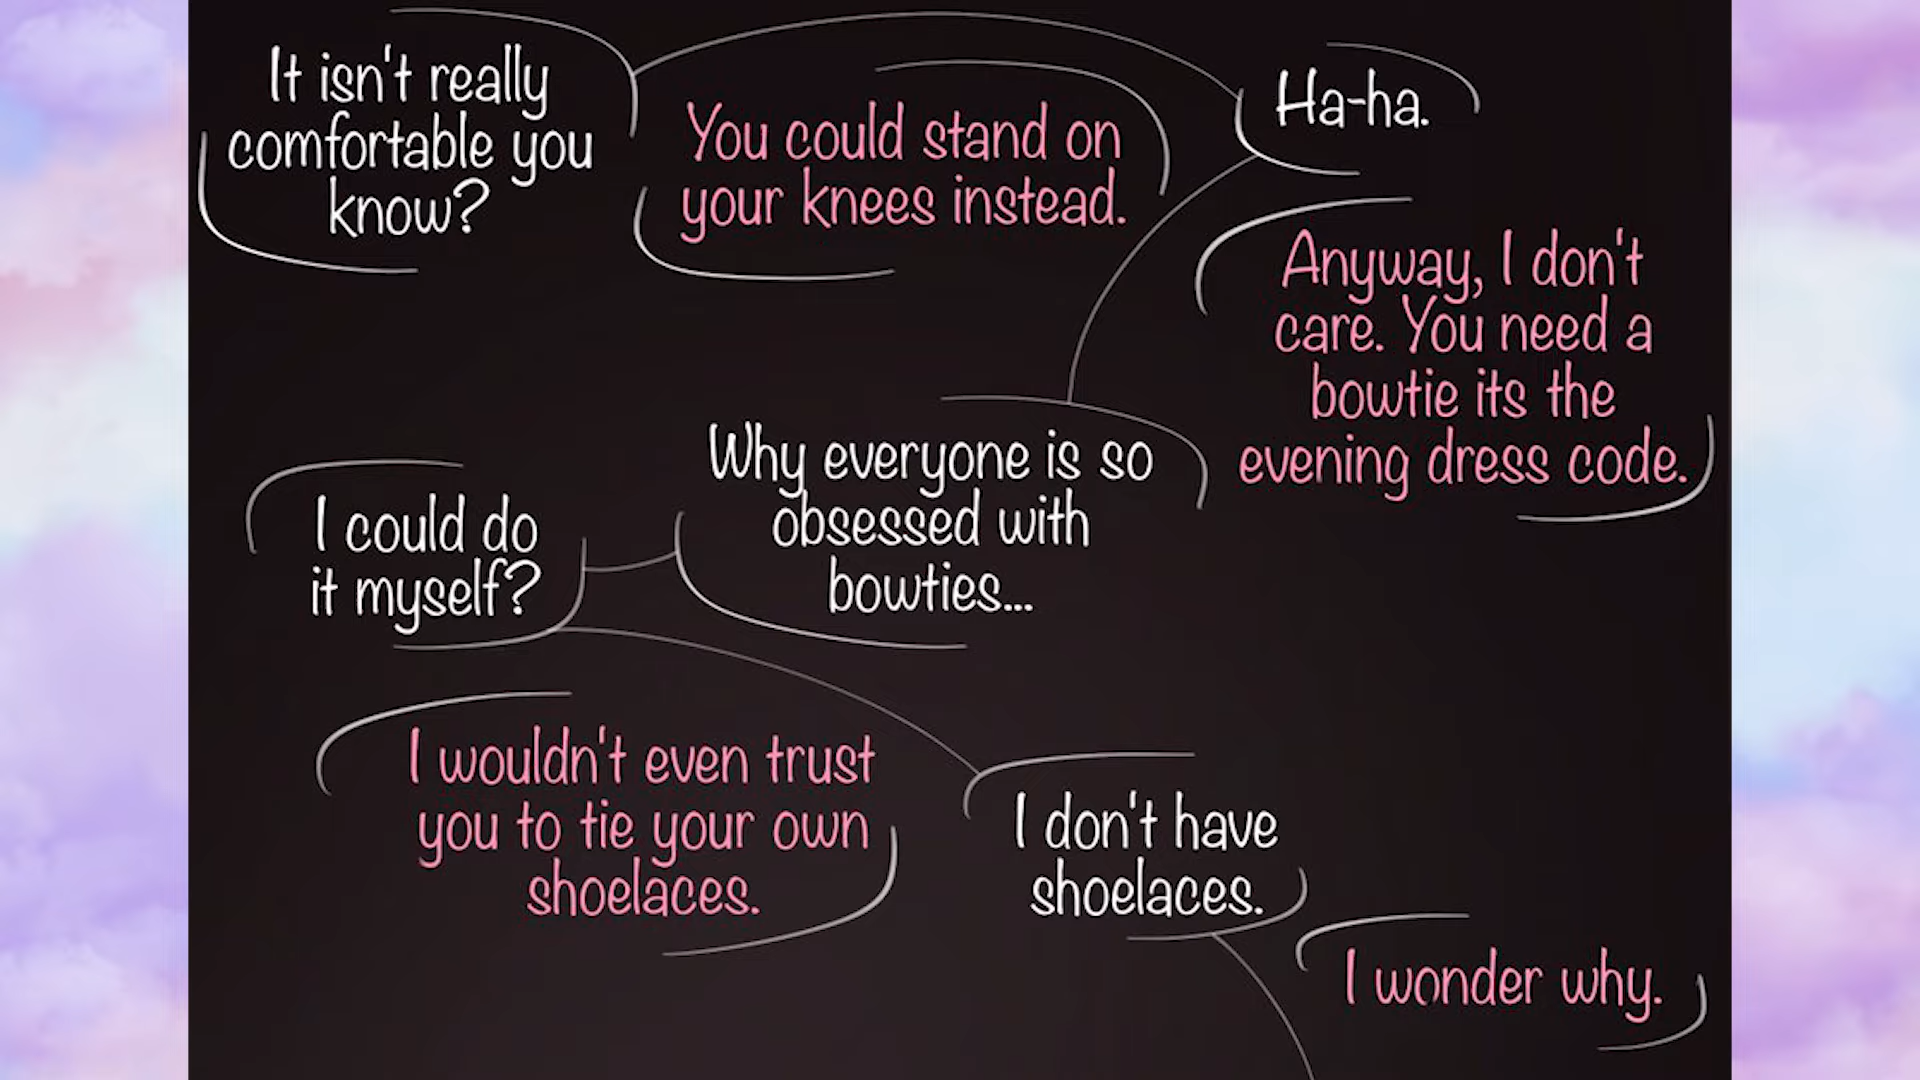 It isn't really
comfortable you
know?
You could stand on
your knees instead.
Ha-ha.
Anyway, I don't
care. You need a
bowtie its the
evening dress code.
Why everyone is so
obsessed with
bowties...
I could do
it myself?
I wouldn't even trust
you to tie your own
shoelaces.
I don't have
shoelaces.
I wonder why.